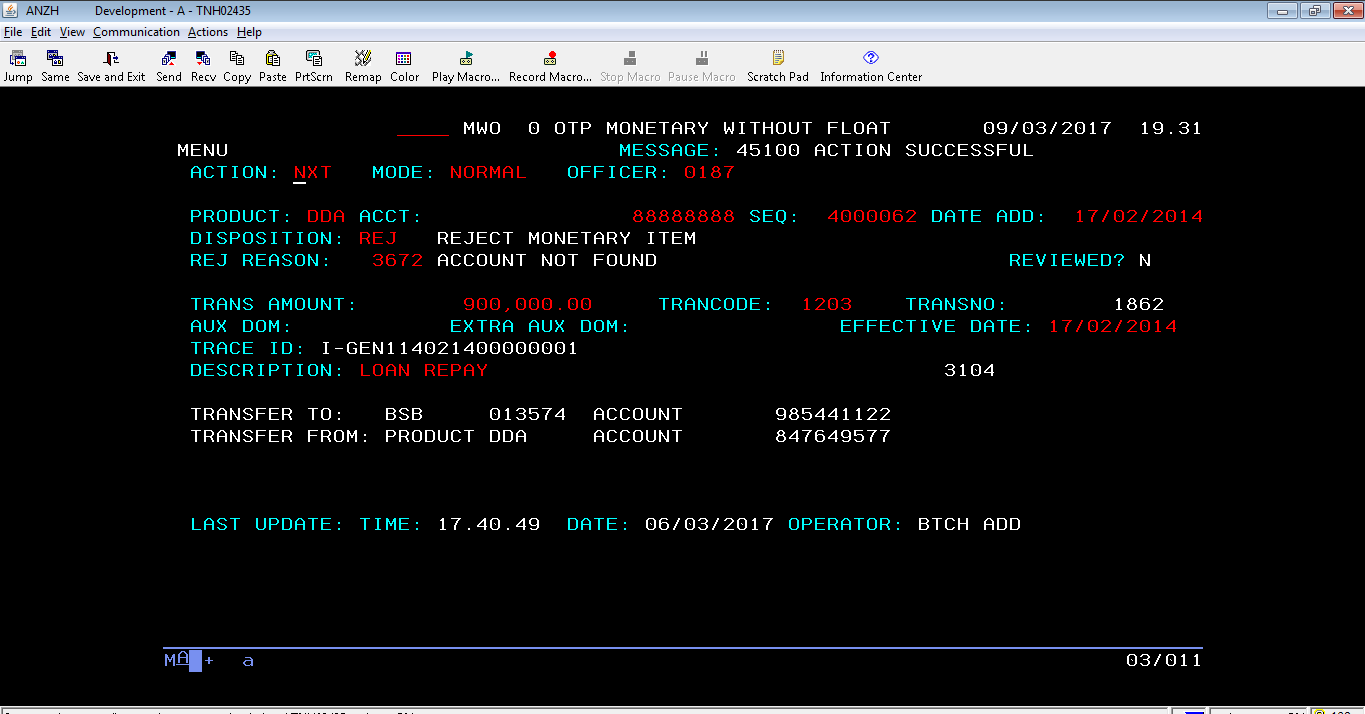 ANZH Development - A - TNH02435
File Edit View Communication Actions Help
Jump Same Save and Exit Send Recv Copy Paste PrtScrn Remap Color Play Macro... Record Macro... Stop Macro Pause Macro Scratch Pad Information Center
_____ MWO 0 OTP MONETARY WITHOUT FLOAT 09/03/2017 19.31
MENU MESSAGE: 45100 ACTION SUCCESSFUL
ACTION: NXT MODE: NORMAL OFFICER: 0187
PRODUCT: DDA ACCT: 88888888 SEQ: 4000062 DATE ADD: 17/02/2014
DISPOSITION: REJ REJECT MONETARY ITEM
REJ REASON: 3672 ACCOUNT NOT FOUND REVIEWED? N
TRANS AMOUNT: 900,000.00 TRANCODE: 1203 TRANSNO: 1862
AUX DOM: EXTRA AUX DOM: EFFECTIVE DATE: 17/02/2014
TRACE ID: I-GEN114021400000001
DESCRIPTION: LOAN REPAY 3104
TRANSFER TO: BSB 013574 ACCOUNT 985441122
TRANSFER FROM: PRODUCT DDA ACCOUNT 847649577
LAST UPDATE: TIME: 17.40.49 DATE: 06/03/2017 OPERATOR: BTCH ADD
MA + a 03/011